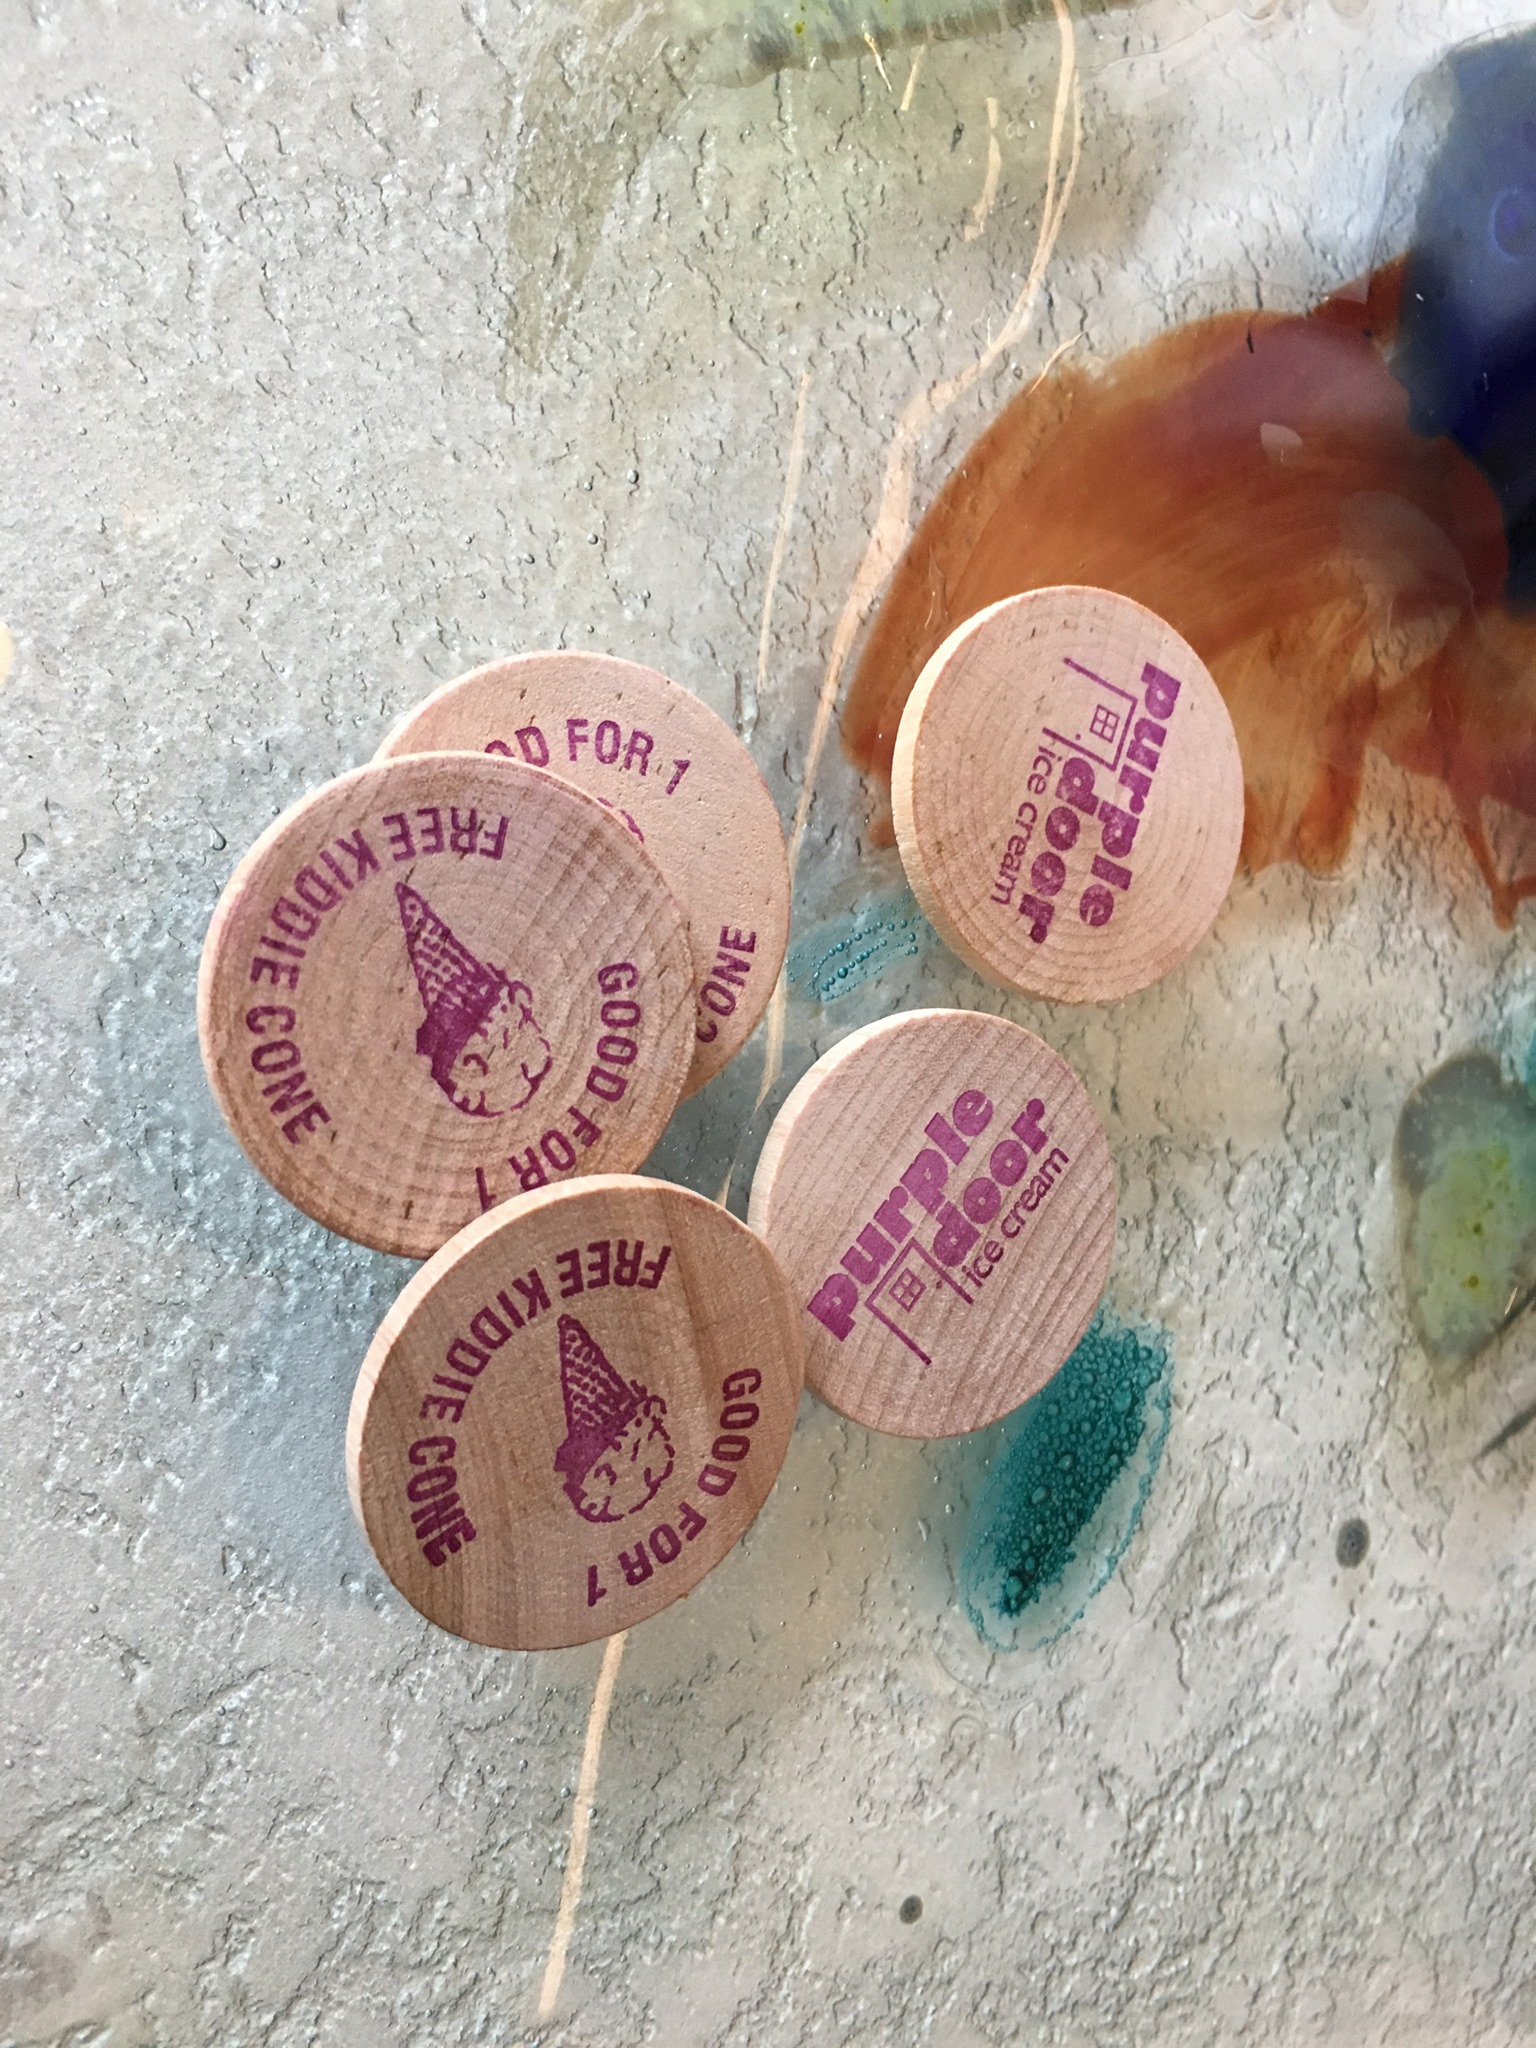 OD FOR 1
CONE
GOOD FOR 1
FREE KIDDIE CONE
purple
door
ice cream
purple
door
ice cream
GOOD FOR 1
FREE KIDDIE CONE